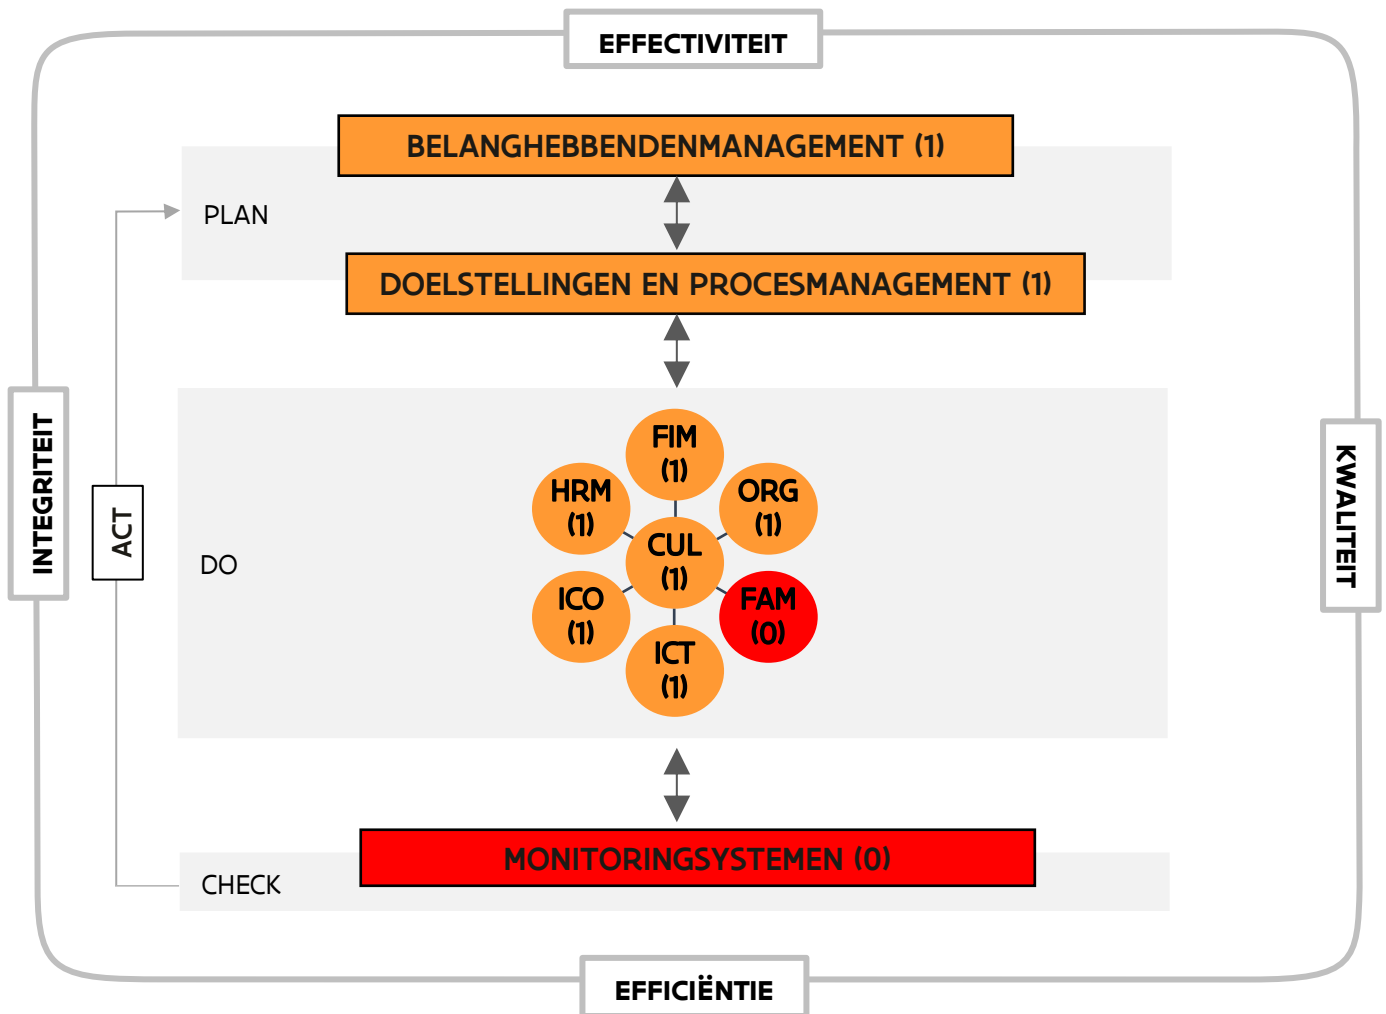 EFFECTIVITEIT
BELANGHEBBENDENMANAGEMENT (1)
PLAN
DOELSTELLINGEN EN PROCESMANAGEMENT (1)
INTEGRITEIT
ACT
KWALITEIT
DO
FIM
(1)
HRM
(1)
ORG
(1)
CUL
(1)
ICO
(1)
FAM
(0)
ICT
(1)
MONITORINGSYSTEMEN (0)
CHECK
EFFICIËNTIE